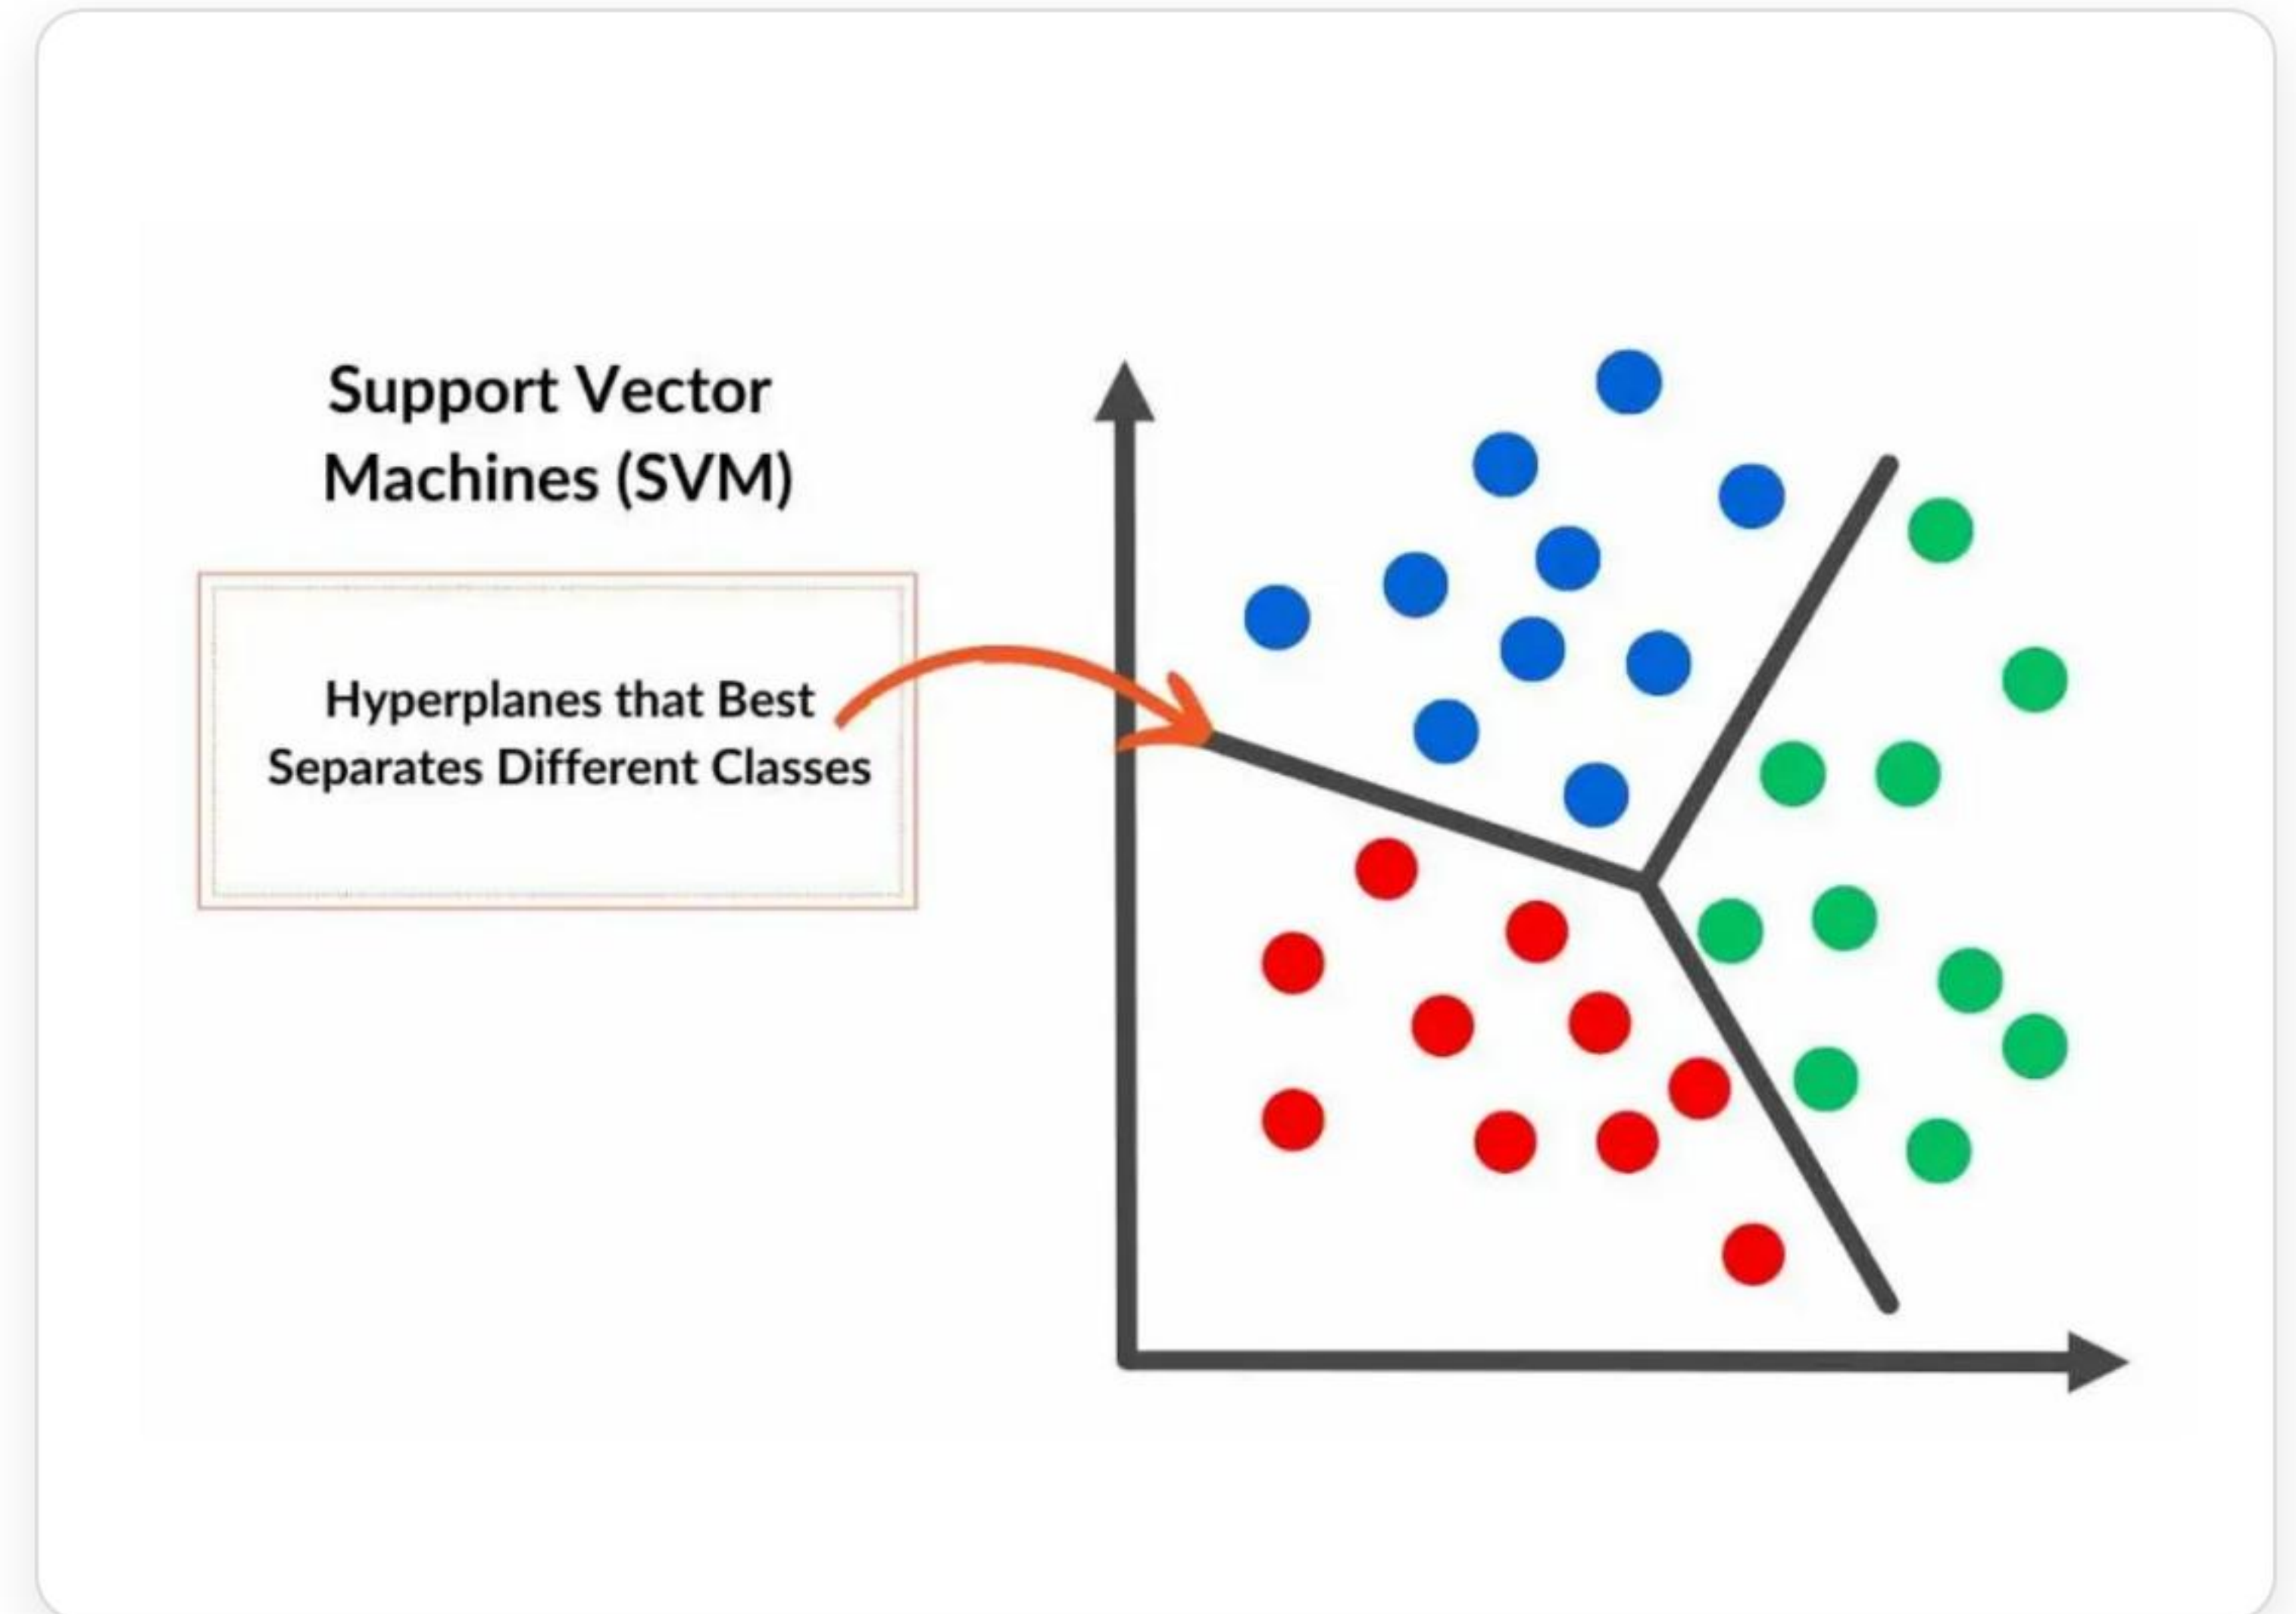 Support Vector
Machines (SVM)
Hyperplanes that Best
Separates Different Classes